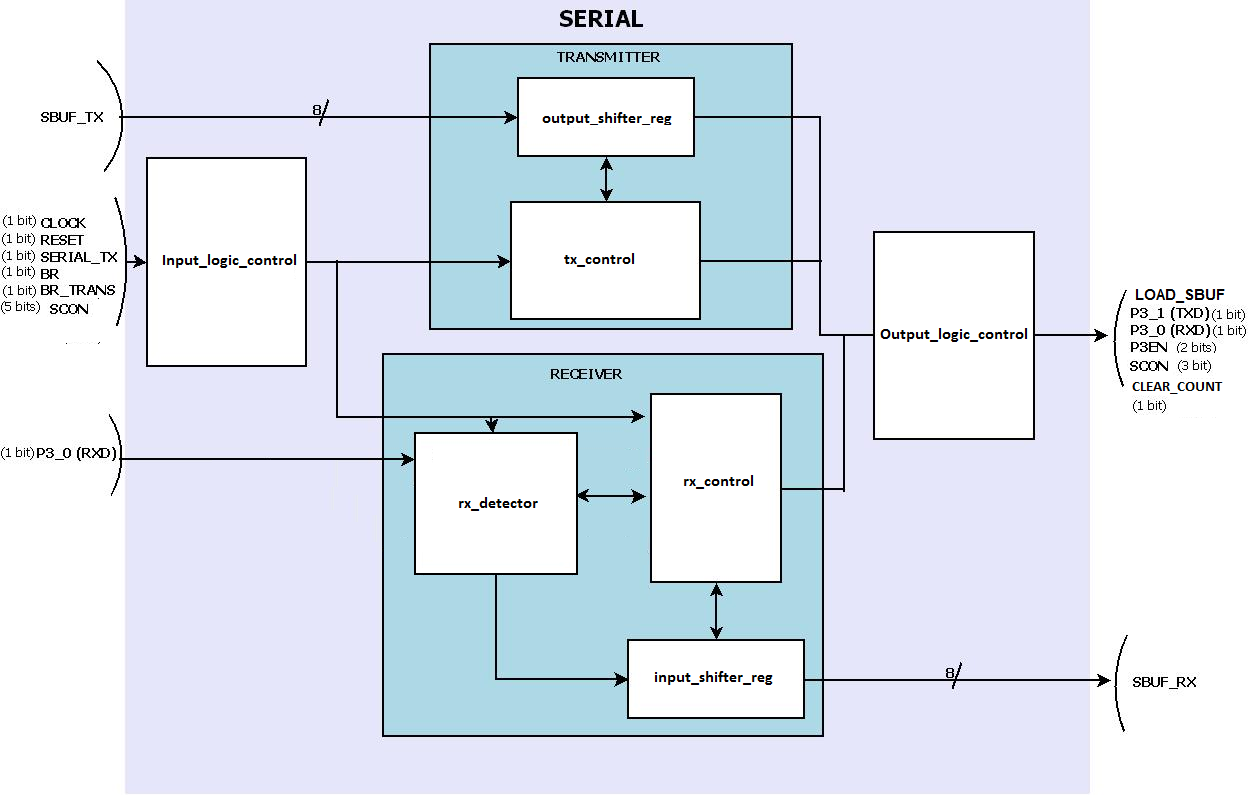 SERIAL
TRANSMITTER
8
SBUF_TX
output_shifter_reg
(1 bit) CLOCK
(1 bit) RESET
(1 bit) SERIAL_TX
(1 bit) BR
(1 bit) BR_TRANS
(5 bits) SCON
Input_logic_control
tx_control
Output_logic_control
LOAD_SBUF
P3_1 (TXD) (1 bit)
P3_0 (RXD) (1 bit)
P3EN (2 bits)
SCON (3 bit)
CLEAR_COUNT
(1 bit)
RECEIVER
(1 bit) P3_0 (RXD)
rx_detector
rx_control
input_shifter_reg
8
SBUF_RX